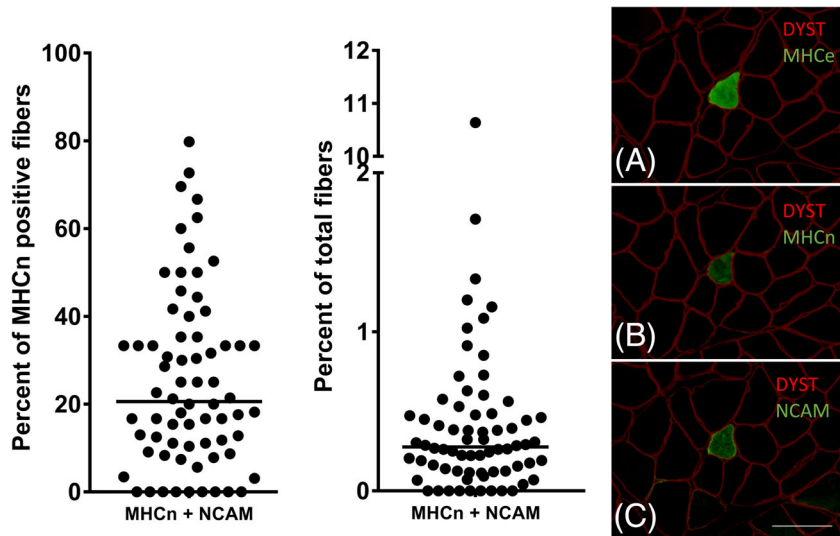 Percent of MHCn positive fibers
100
80
60
40
20
0
MHCn + NCAM
Percent of total fibers
12
11
10
2
1
0
MHCn + NCAM
DYST
MHCe
(A)
DYST
MHCn
(B)
DYST
NCAM
(C)